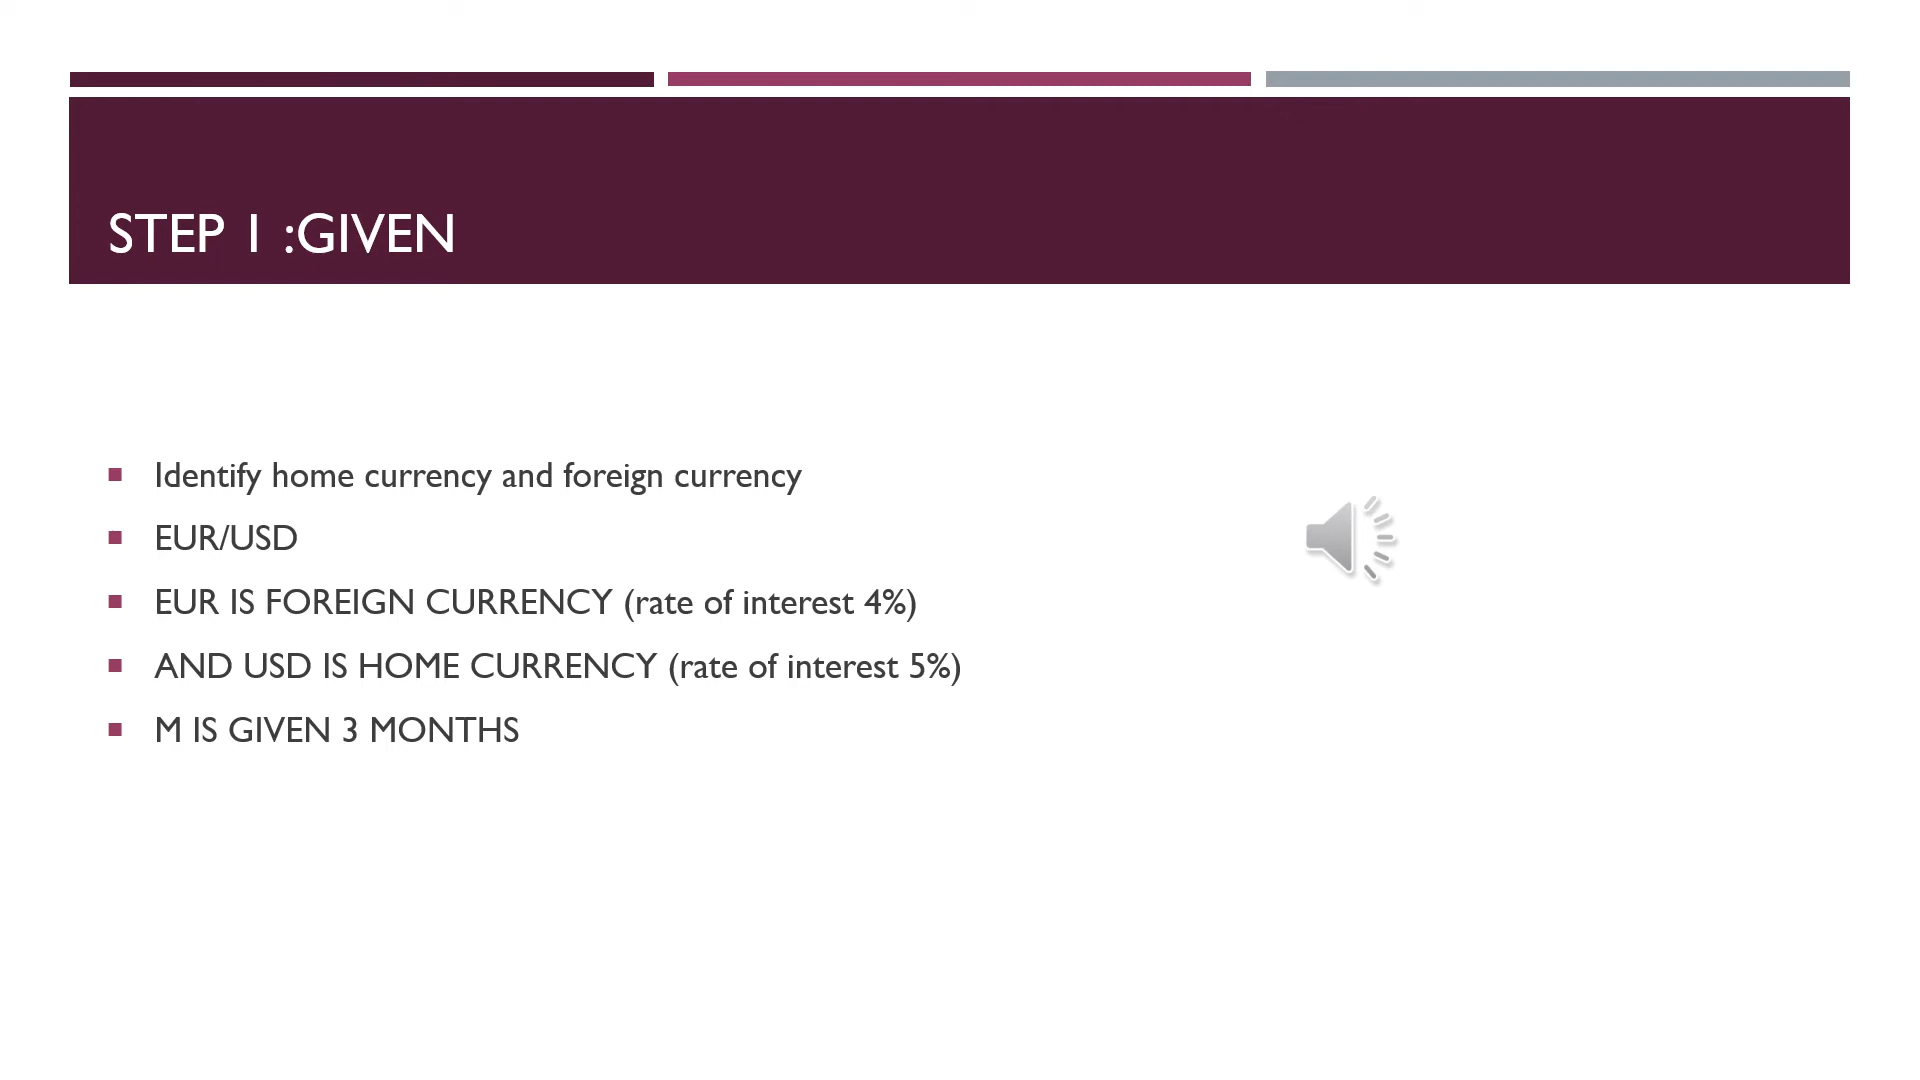 STEP 1 :GIVEN
Identify home currency and foreign currency
EUR/USD
EUR IS FOREIGN CURRENCY (rate of interest 4%)
AND USD IS HOME CURRENCY (rate of interest 5%)
M IS GIVEN 3 MONTHS